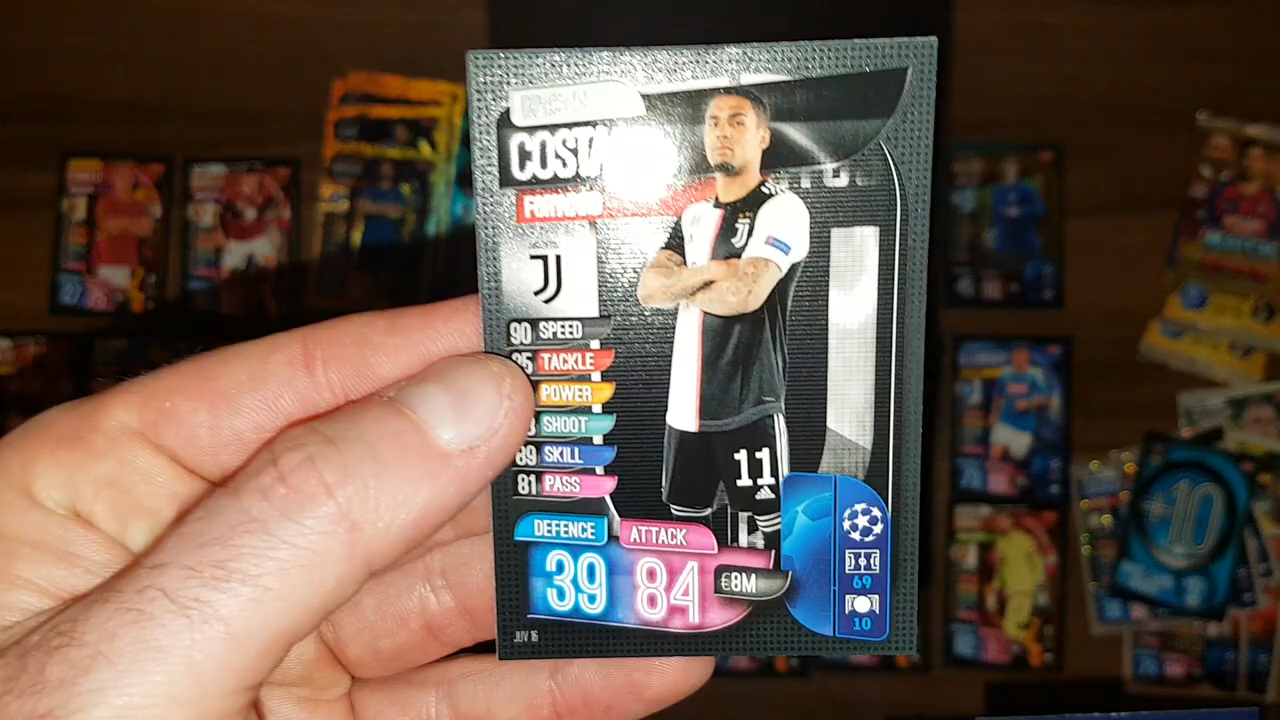 COSTA
FORWARD
90 SPEED
TACKLE
POWER
SHOOT
89 SKILL
81 PASS
11
DEFENCE ATTACK
39 84
€8M
69
10
JUV 16
10